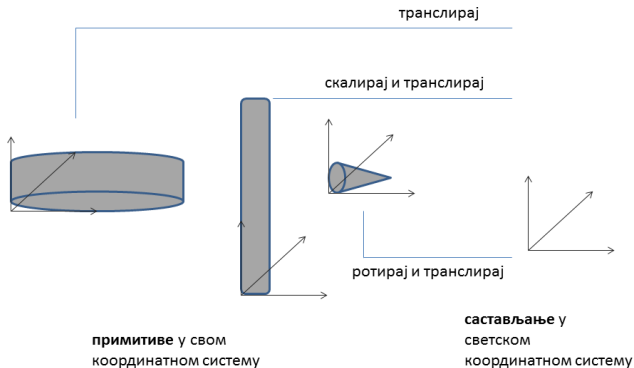 транслирај
скалирај и транслирај
ротирај и транслирај
примитиве у свом
координатном систему
састављање у
светском
координатном систему